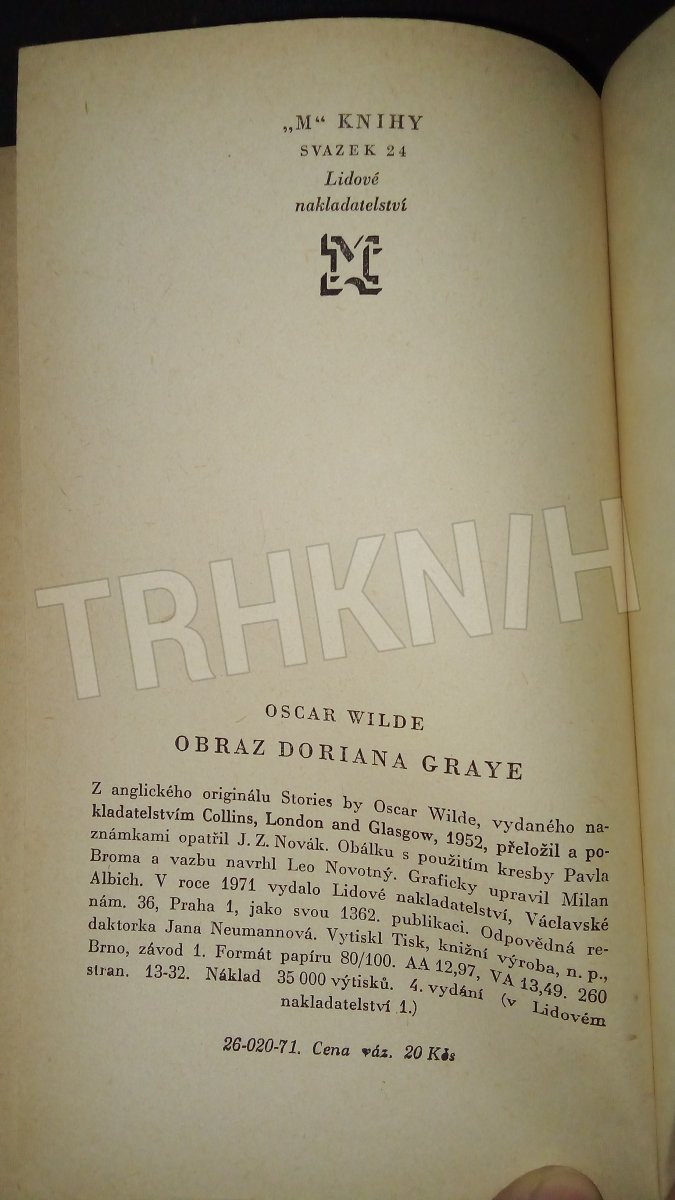 „M“ KNIHY
SVAZEK 24
Lidové
nakladatelství
M
TRHKNIH
OSCAR WILDE
OBRAZ DORIANA GRAYE
Z anglického originálu Stories by Oscar Wilde, vydaného na-
kladatelstvím Collins, London and Glasgow, 1952, přeložil a po-
známkami opatřil J. Z. Novák. Obálku s použitím kresby Pavla
Broma a vazbu navrhl Leo Novotný. Graficky upravil Milan
Albich. V roce 1971 vydalo Lidové nakladatelství, Václavské
nám. 36, Praha 1, jako svou 1362. publikaci. Odpovědná re-
daktorka Jana Neumannová. Vytiskl Tisk, knižní výroba, n. p.,
Brno, závod 1. Formát papíru 80/100. AA 12,97, VA 13,49. 260
stran. 13-32. Náklad 35 000 výtisků. 4. vydání (v Lidovém
nakladatelství 1.)
26-020-71. Cena váz. 20 Kčs